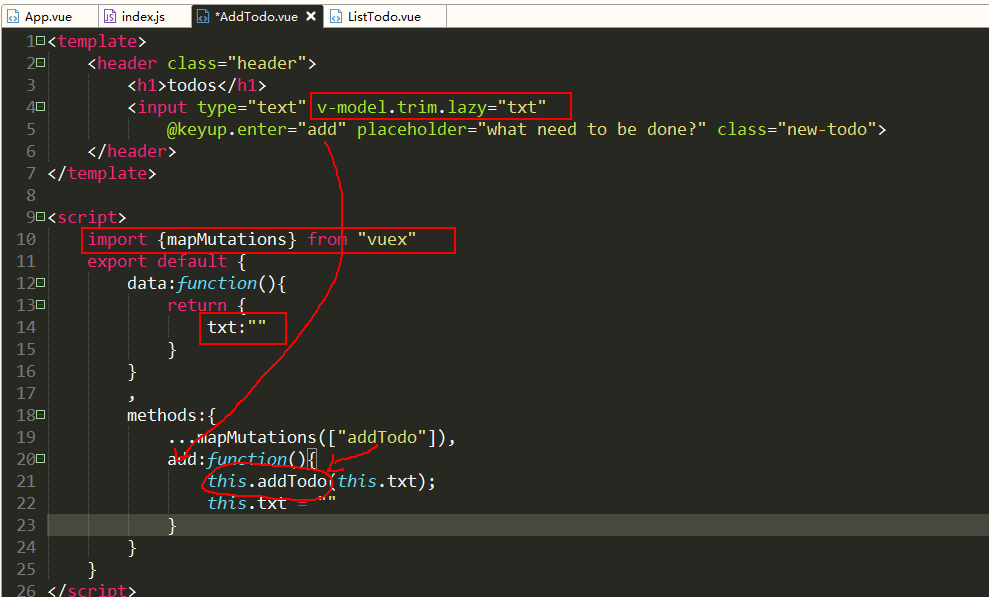 App.vue index.js *AddTodo.vue ListTodo.vue
1 <template>
2 <header class="header">
3 <h1>todos</h1>
4 <input type="text" v-model.trim.lazy="txt"
5 @keyup.enter="add" placeholder="what need to be done?" class="new-todo">
6 </header>
7 </template>
8
9 <script>
10 import {mapMutations} from "vuex"
11 export default {
12 data:function(){
13 return {
14 txt:""
15 }
16 }
17 ,
18 methods:{
19 ...mapMutations(["addTodo"]),
20 add:function(){
21 this.addTodo(this.txt);
22 this.txt = ""
23 }
24 }
25 }
26 </script>